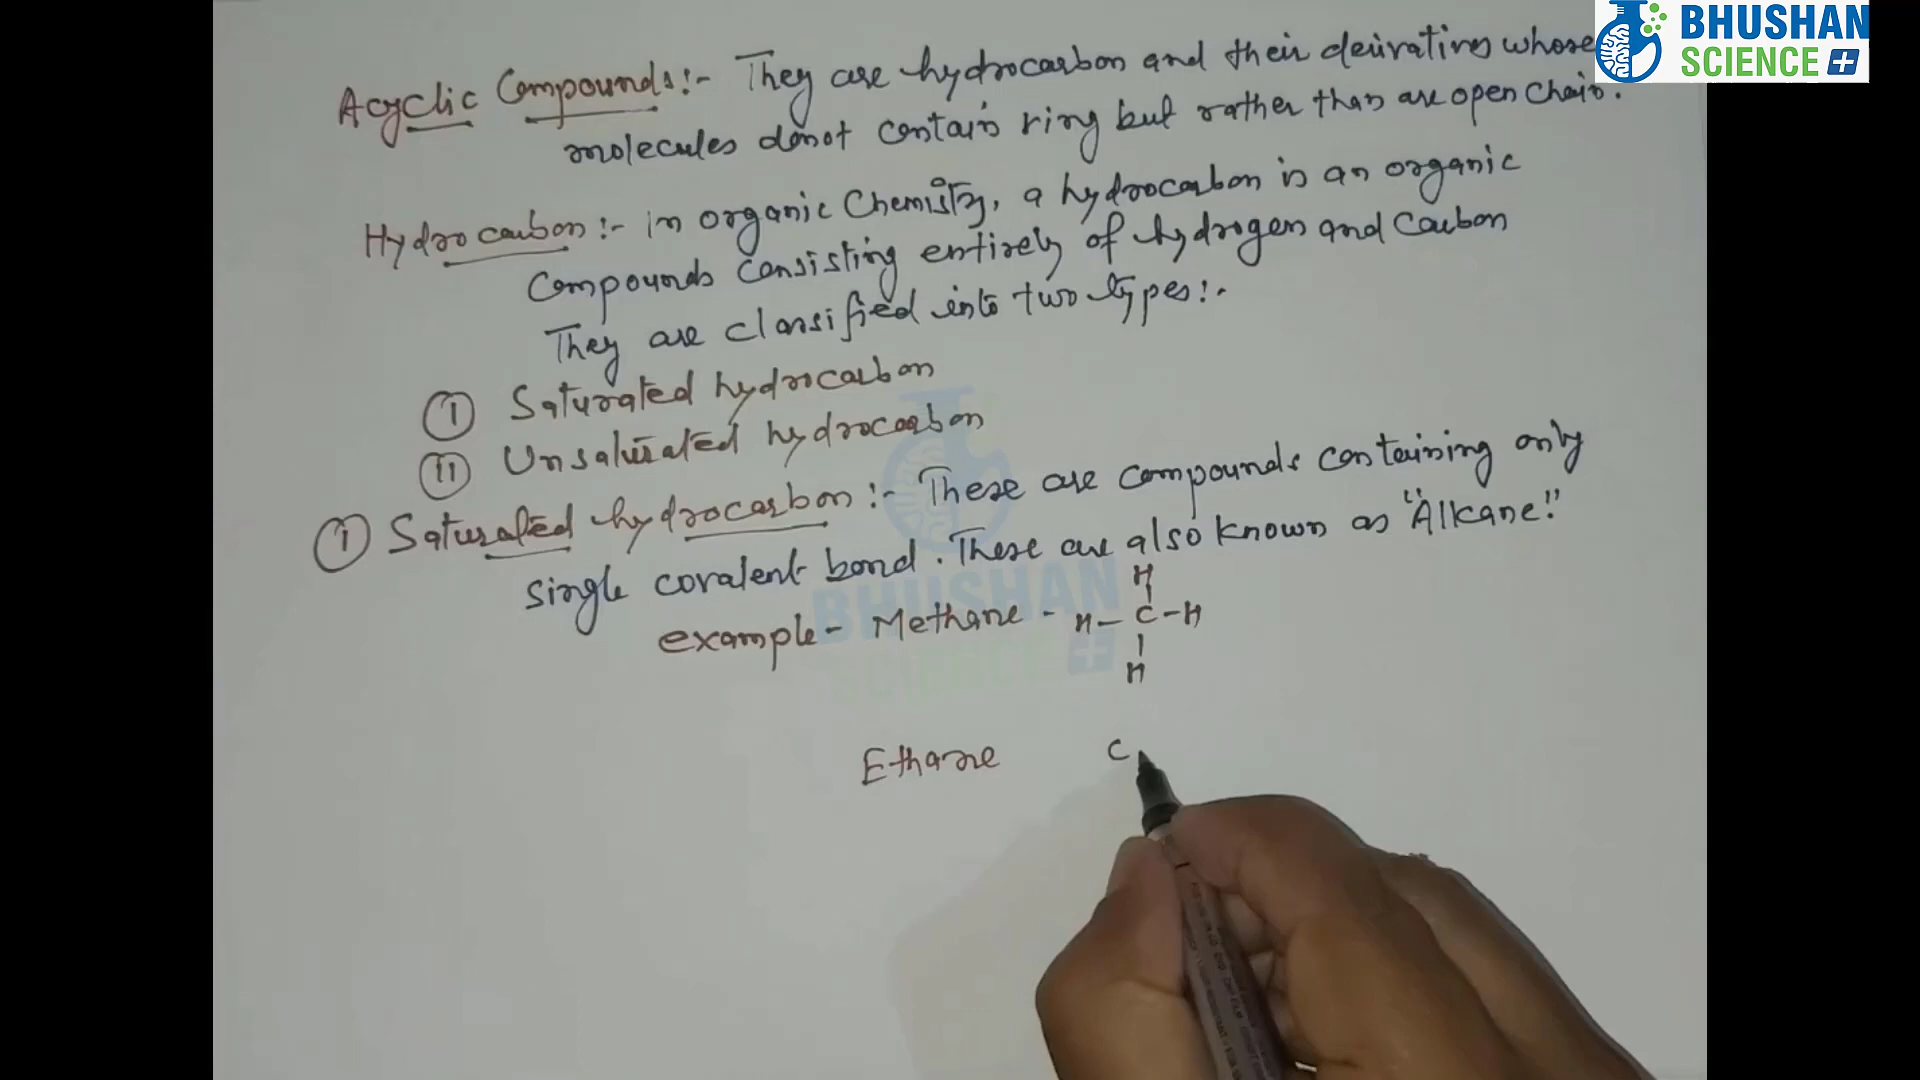 BHUSHAN
SCIENCE +
Acyclic Compounds:- They are hydrocarbon and their derivatives whose
molecules donot contain ring but rather than are open chain.
Hydrocarbon:- in organic Chemistry, a hydrocarbon is an organic
Compounds consisting entirely of hydrogen and Carbon
They are classified into two types:-
I Saturated hydrocarbon
II Unsaturated hydrocarbon
I Saturated hydrocarbon:- These are compounds containing only
single covalent bond. These are also known as "Alkane."
H
example- Methane - H-C-H
H
Ethane C
BHUSHAN
SCIENCE +